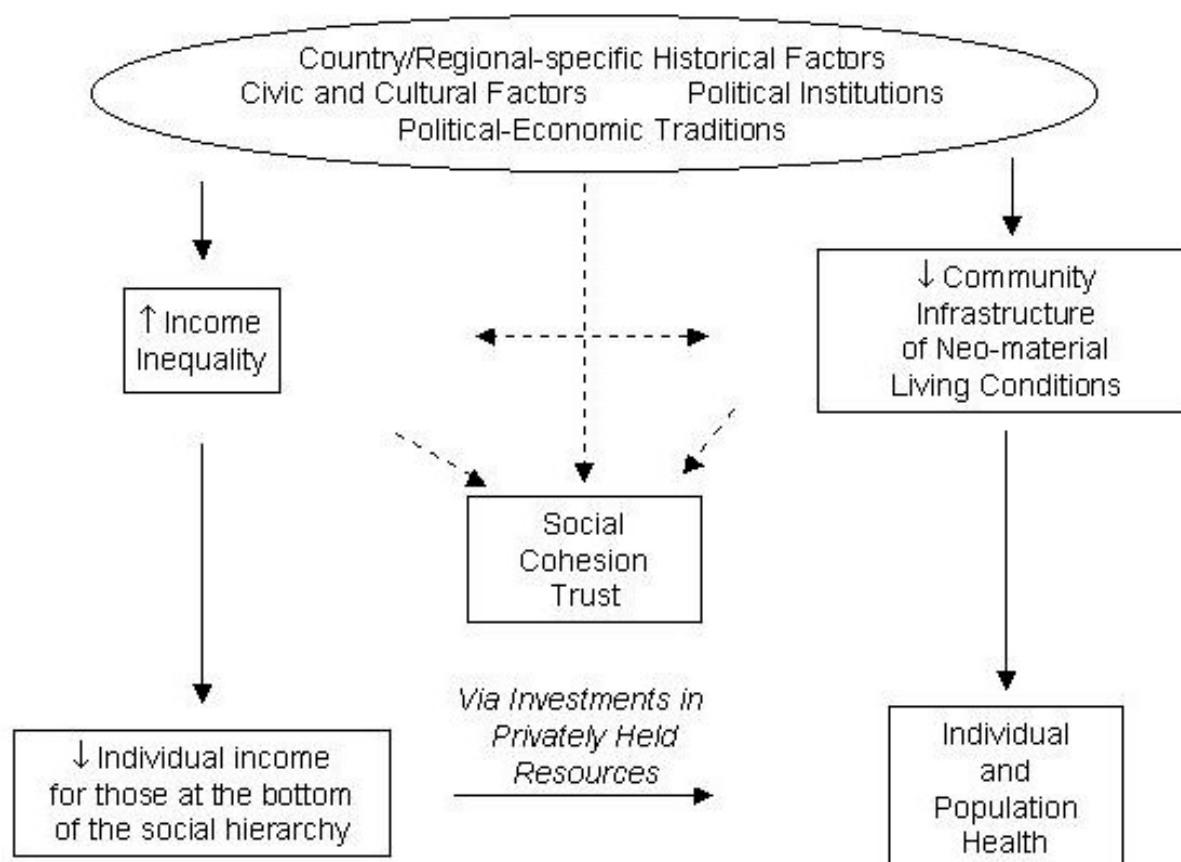 Country/Regional-specific Historical Factors
Civic and Cultural Factors Political Institutions
Political-Economic Traditions
↑ Income
Inequality
↓ Community
Infrastructure
of Neo-material
Living Conditions
Social
Cohesion
Trust
Via Investments in
Privately Held
Resources
↓ Individual income
for those at the bottom
of the social hierarchy
Individual
and
Population
Health